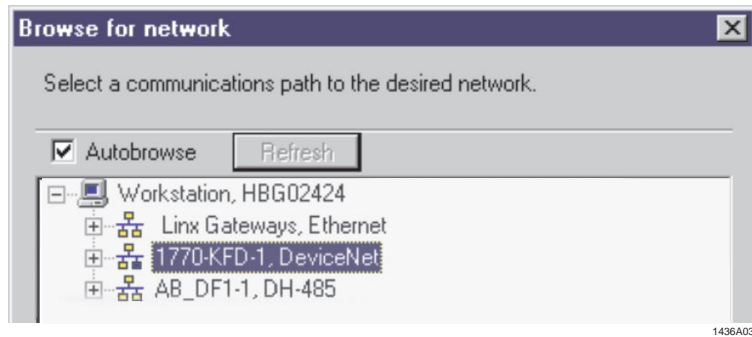 Browse for network
Select a communications path to the desired network.
Autobrowse Refresh
Workstation, HBG02424
Linx Gateways, Ethernet
1770-KFD-1, DeviceNet
AB_DF1-1, DH-485
1436A03